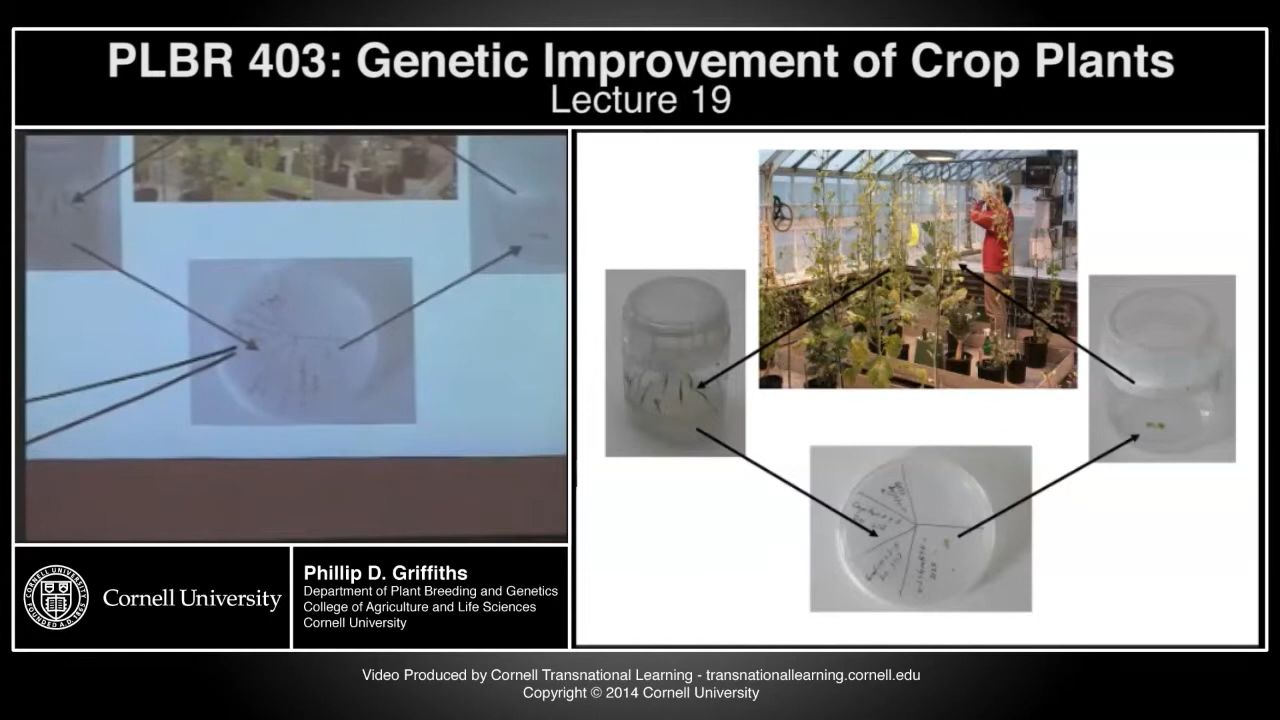 PLBR 403: Genetic Improvement of Crop Plants
Lecture 19
Cornell University
Phillip D. Griffiths
Department of Plant Breeding and Genetics
College of Agriculture and Life Sciences
Cornell University
Video Produced by Cornell Transnational Learning - transnationallearning.cornell.edu
Copyright © 2014 Cornell University